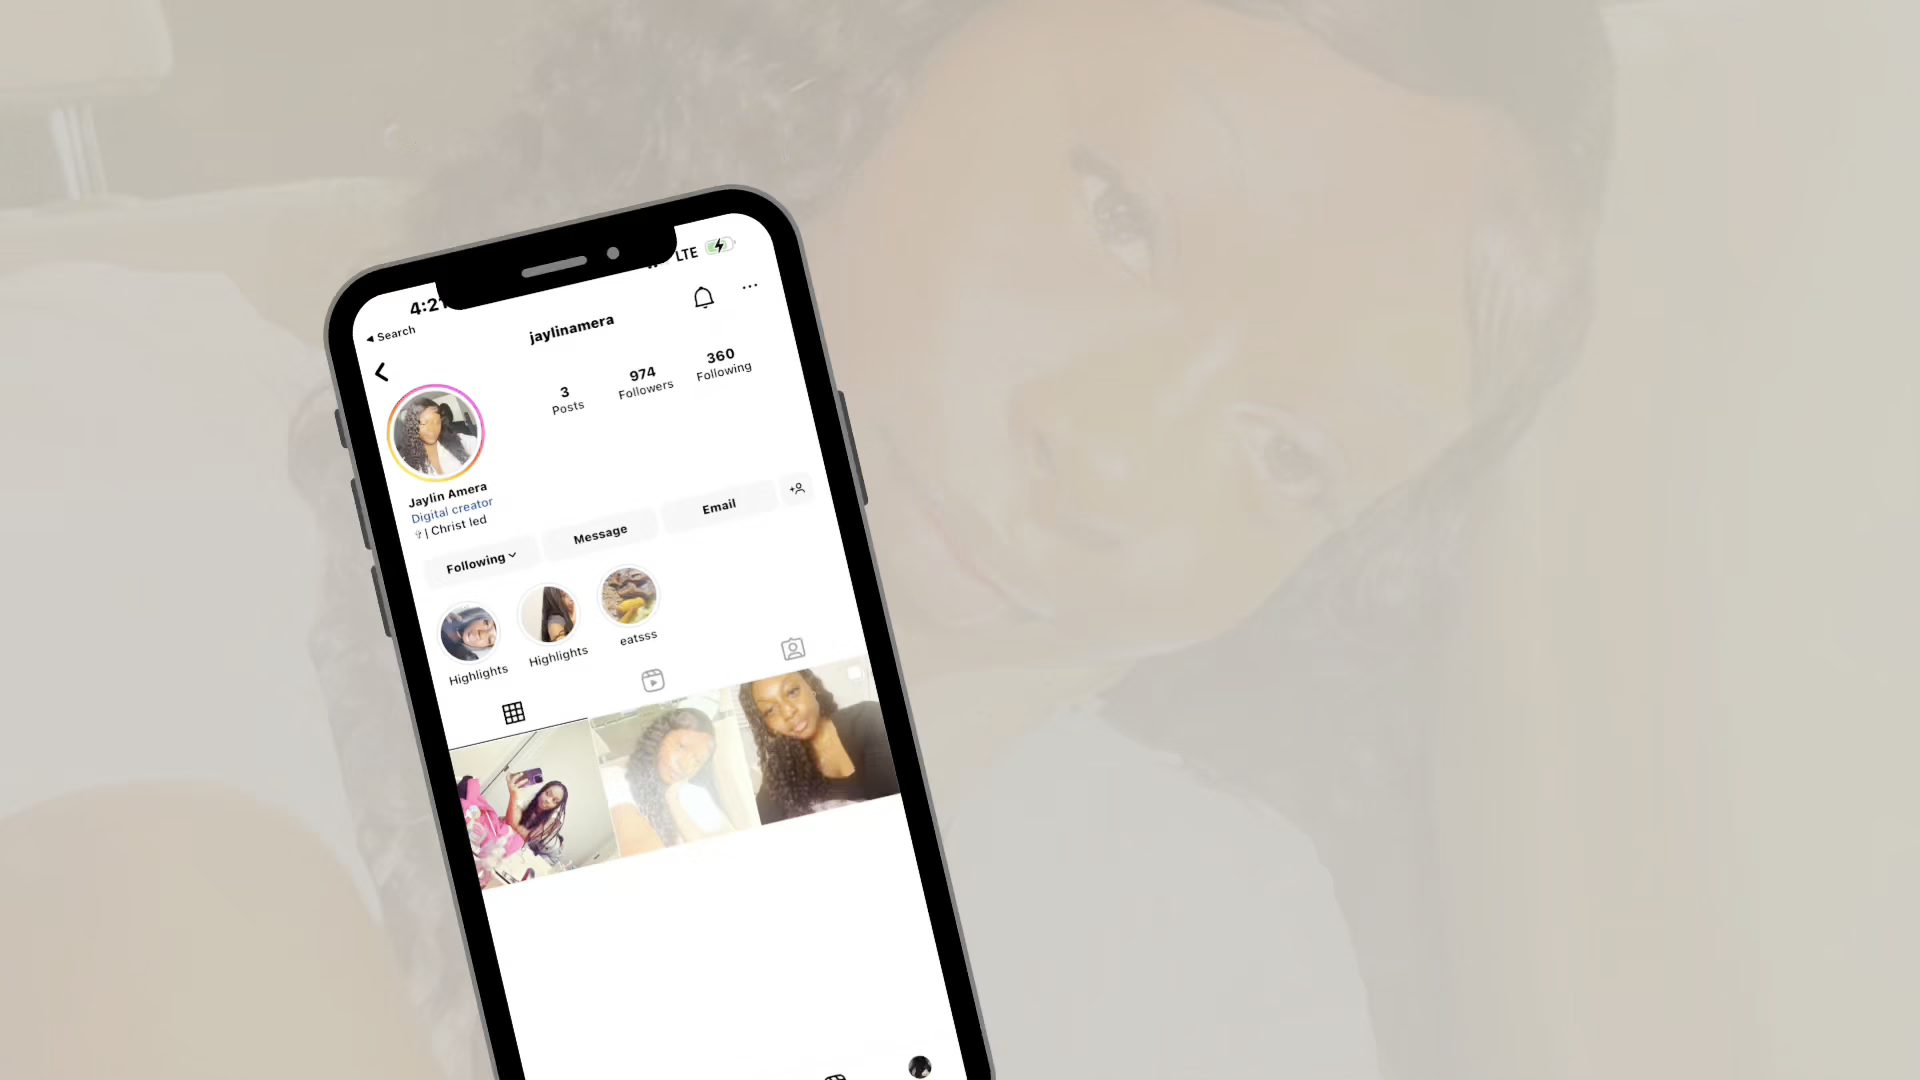 4:21
LTE
Search
jaylinamera
3 974 360
Posts Followers Following
Jaylin Amera
Digital creator
✞ | Christ led
Following Message Email
Highlights Highlights eatsss